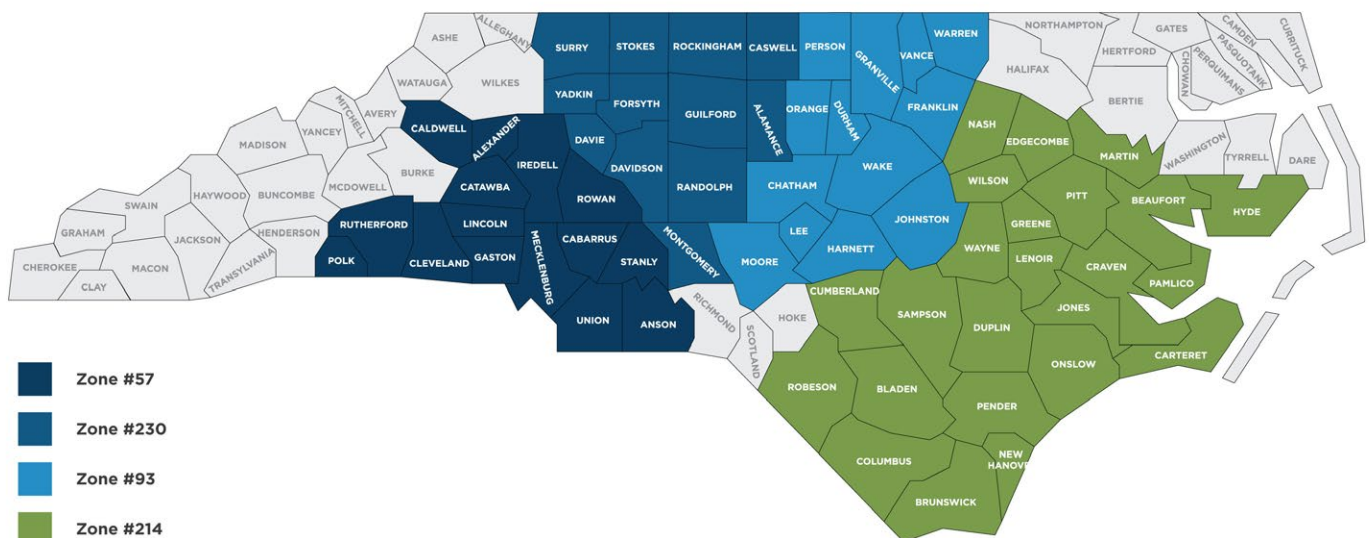 ASHE
ALLEGHANY
SURRY
STOKES
ROCKINGHAM
CASWELL
PERSON
GRANVILLE
VANCE
WARREN
NORTHAMPTON
GATES
CAMDEN
CURRITUCK
PASQUOTANK
PERQUIMANS
CHOWAN
HERTFORD
HALIFAX
BERTIE
WATAUGA
WILKES
YADKIN
FORSYTH
GUILFORD
ALAMANCE
ORANGE
DURHAM
FRANKLIN
NASH
EDGECOMBE
MARTIN
WASHINGTON
TYRRELL
DARE
MITCHELL
AVERY
YANCEY
MADISON
CALDWELL
ALEXANDER
IREDELL
DAVIE
DAVIDSON
RANDOLPH
CHATHAM
WAKE
WILSON
PITT
BEAUFORT
HYDE
HAYWOOD
BUNCOMBE
MCDOWELL
BURKE
CATAWBA
ROWAN
SWAIN
GRAHAM
JACKSON
HENDERSON
RUTHERFORD
LINCOLN
CABARRUS
MONTGOMERY
MOORE
LEE
HARNETT
JOHNSTON
WAYNE
GREENE
LENOIR
CRAVEN
PAMLICO
CHEROKEE
CLAY
MACON
TRANSYLVANIA
POLK
CLEVELAND
GASTON
MECKLENBURG
STANLY
UNION
ANSON
RICHMOND
SCOTLAND
HOKE
CUMBERLAND
SAMPSON
DUPLIN
JONES
ONSLOW
CARTERET
ROBESON
BLADEN
PENDER
COLUMBUS
NEW
HANOVE
BRUNSWICK
Zone #57
Zone #230
Zone #93
Zone #214